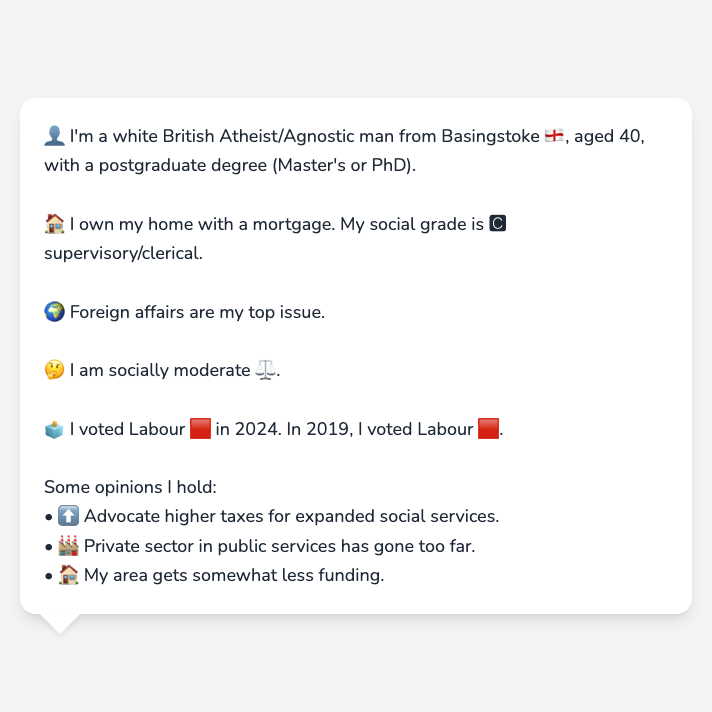 👤 I'm a white British Atheist/Agnostic man from Basingstoke 🏴󠁧󠁢󠁥󠁮󠁧󠁿, aged 40,
with a postgraduate degree (Master's or PhD).
🏠 I own my home with a mortgage. My social grade is 🅲
supervisory/clerical.
🌍 Foreign affairs are my top issue.
🤔 I am socially moderate ⚖️.
🗳️ I voted Labour 🟥 in 2024. In 2019, I voted Labour 🟥.
Some opinions I hold:
• ⬆️ Advocate higher taxes for expanded social services.
• 🏭 Private sector in public services has gone too far.
• 🏠 My area gets somewhat less funding.